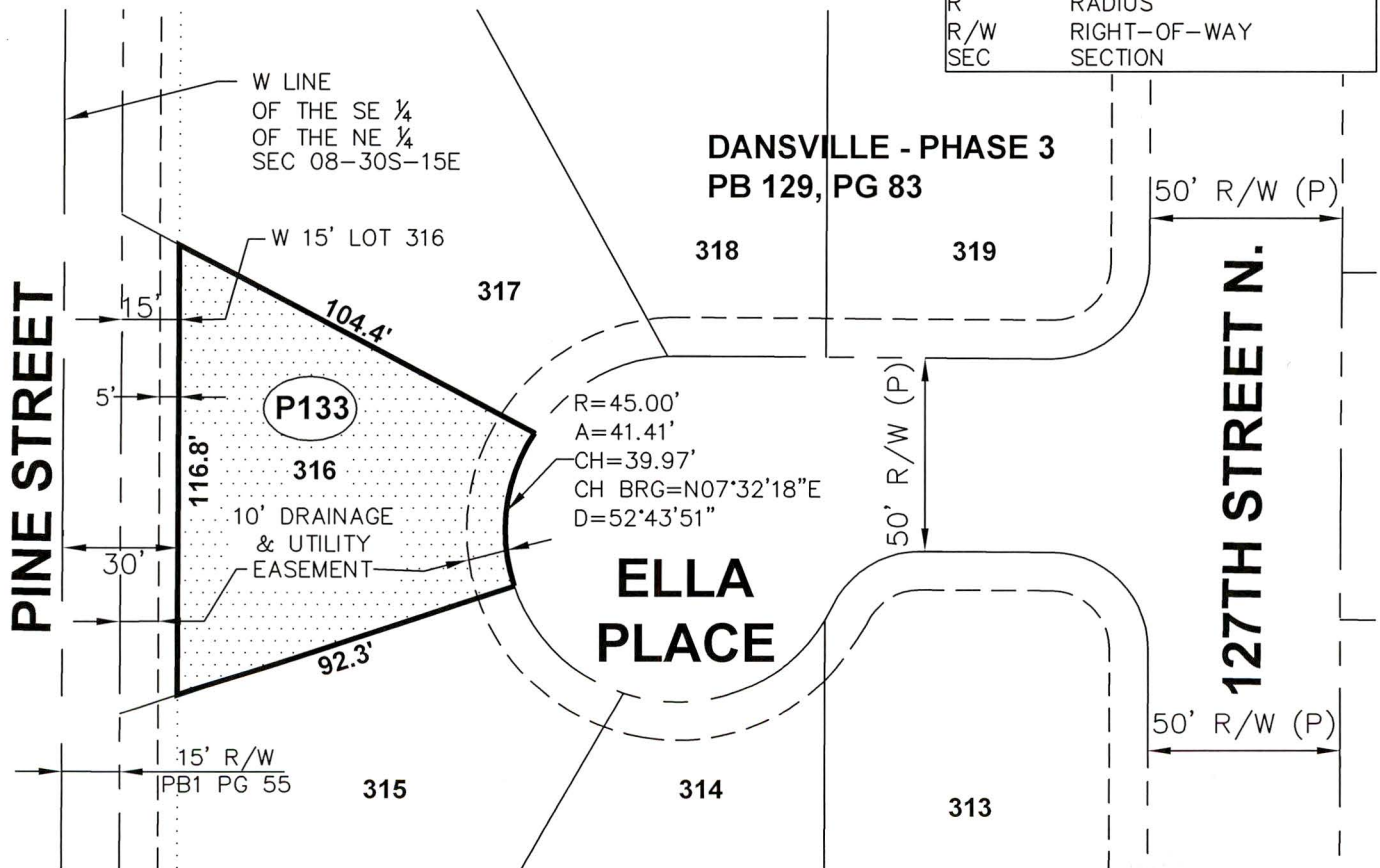 R RADIUS
R/W RIGHT-OF-WAY
SEC SECTION
W LINE
OF THE SE ¼
OF THE NE ¼
SEC 08-30S-15E
DANSVILLE - PHASE 3
PB 129, PG 83
50' R/W (P)
W 15' LOT 316
318
319
317
15'
104.4'
5'
P133
316
116.8'
R=45.00'
A=41.41'
CH=39.97'
CH BRG=N07°32'18"E
D=52°43'51"
50' R/W (P)
10' DRAINAGE
& UTILITY
EASEMENT
30'
PINE STREET
ELLA
PLACE
127TH STREET N.
92.3'
50' R/W (P)
15' R/W
PB1 PG 55
315
314
313